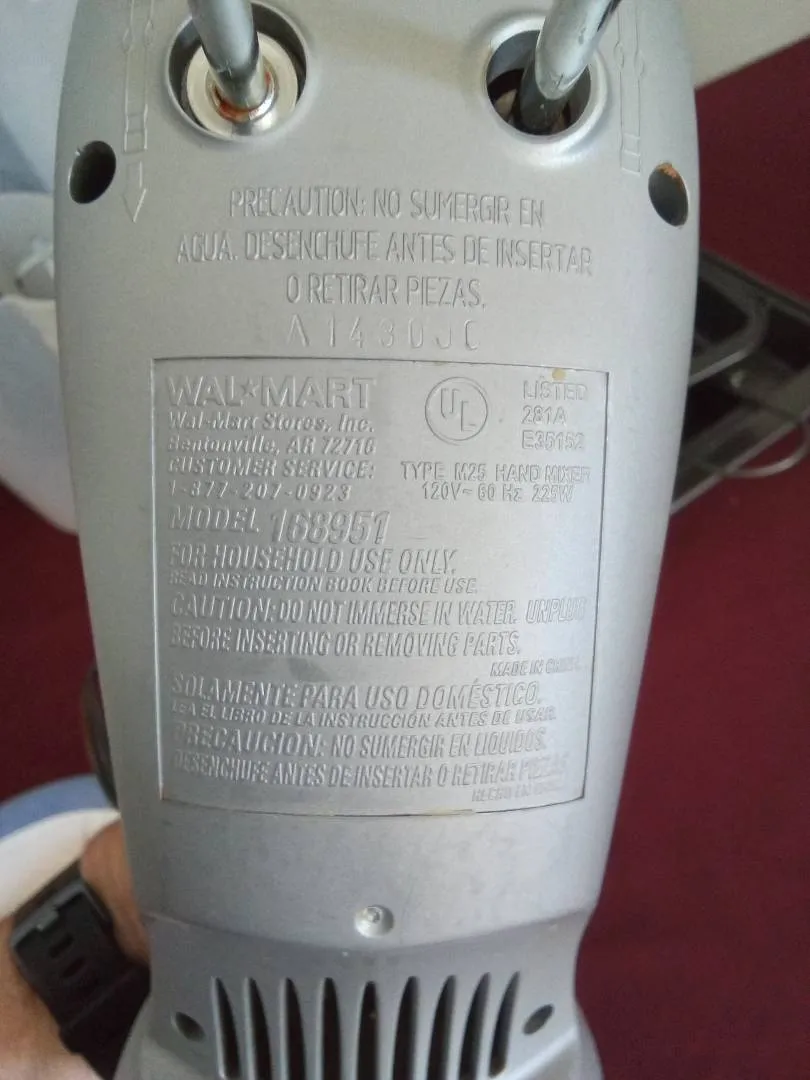 PRECAUTION: NO SUMERGIR EN
AGUA. DESENCHUFE ANTES DE INSERTAR
O RETIRAR PIEZAS.
A1430JC
WAL★MART
Wal-Mart Stores, Inc.
Bentonville, AR 72716
CUSTOMER SERVICE:
1-877-207-0923
UL
LISTED
281A
E35152
TYPE M25 HAND MIXER
120V~ 60 Hz 225W
MODEL 168951
FOR HOUSEHOLD USE ONLY.
READ INSTRUCTION BOOK BEFORE USE.
CAUTION: DO NOT IMMERSE IN WATER. UNPLUG
BEFORE INSERTING OR REMOVING PARTS.
MADE IN CHINA.
SOLAMENTE PARA USO DOMÉSTICO.
LEA EL LIBRO DE LA INSTRUCCIÓN ANTES DE USAR.
PRECAUCION: NO SUMERGIR EN LIQUIDOS.
DESENCHUFE ANTES DE INSERTAR O RETIRAR PIEZAS
HECHO EN